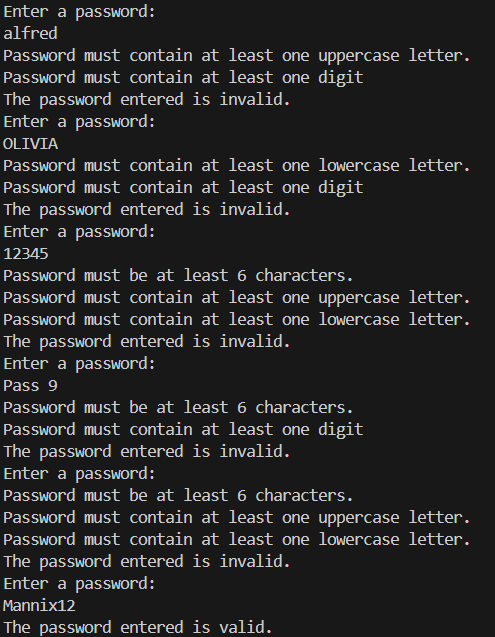 Enter a password:
alfred
Password must contain at least one uppercase letter.
Password must contain at least one digit
The password entered is invalid.
Enter a password:
OLIVIA
Password must contain at least one lowercase letter.
Password must contain at least one digit
The password entered is invalid.
Enter a password:
12345
Password must be at least 6 characters.
Password must contain at least one uppercase letter.
Password must contain at least one lowercase letter.
The password entered is invalid.
Enter a password:
Pass 9
Password must be at least 6 characters.
Password must contain at least one digit
The password entered is invalid.
Enter a password:
Password must be at least 6 characters.
Password must contain at least one uppercase letter.
Password must contain at least one lowercase letter.
The password entered is invalid.
Enter a password:
Mannix12
The password entered is valid.